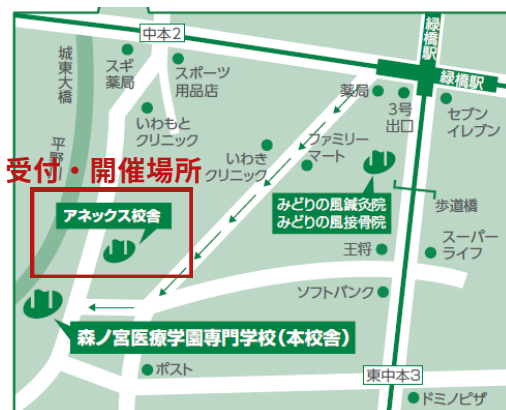 中本2
緑橋駅
緑橋駅
城東大橋
スギ
薬局
スポーツ
用品店
薬局
3号
出口
セブン
イレブン
いわもと
クリニック
平野川
いわき
クリニック
ファミリー
マート
受付・開催場所
アネックス校舎
みどりの風鍼灸院
みどりの風接骨院
歩道橋
王将
スーパー
ライフ
ソフトバンク
森ノ宮医療学園専門学校(本校舎)
ポスト
東中本3
ドミノピザ